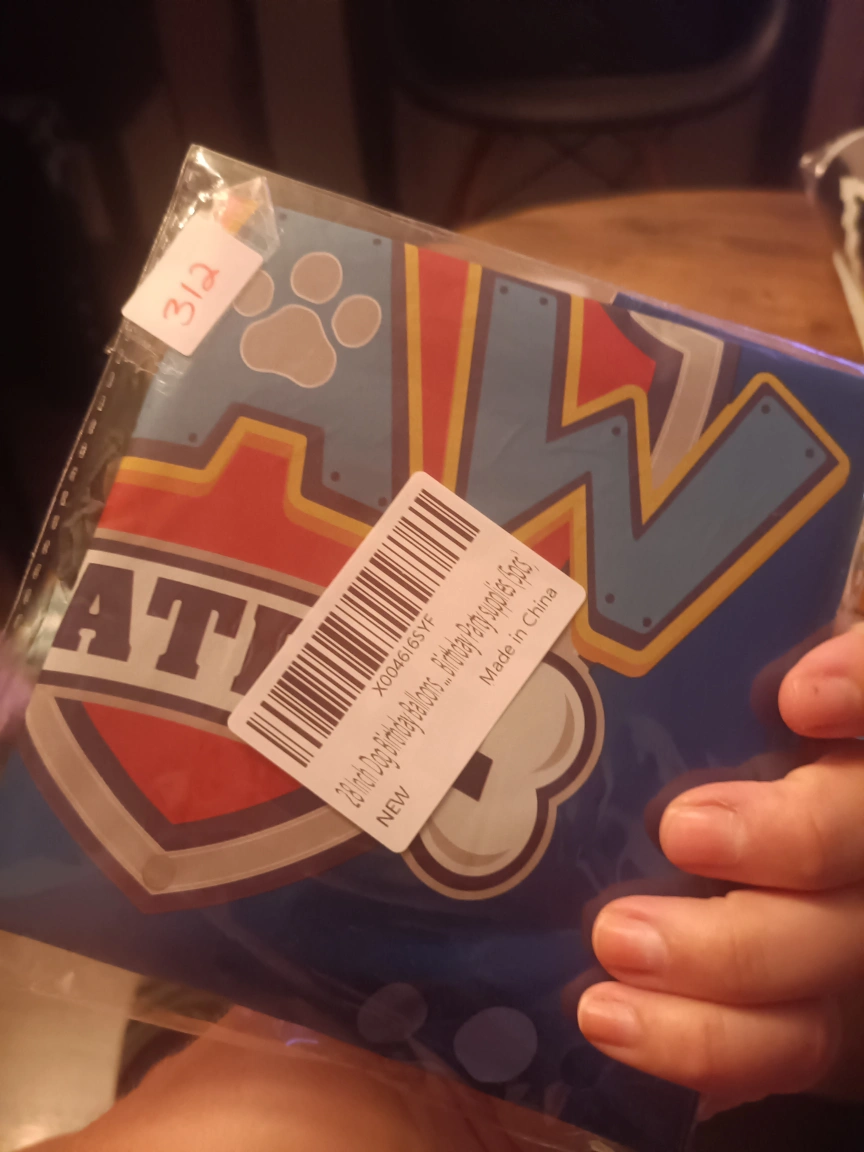 312
AW
AT
X004616SYF
28 Inch Dog Birthday Balloons ... Birthday Party supplies (5pcs)
NEW
Made in China